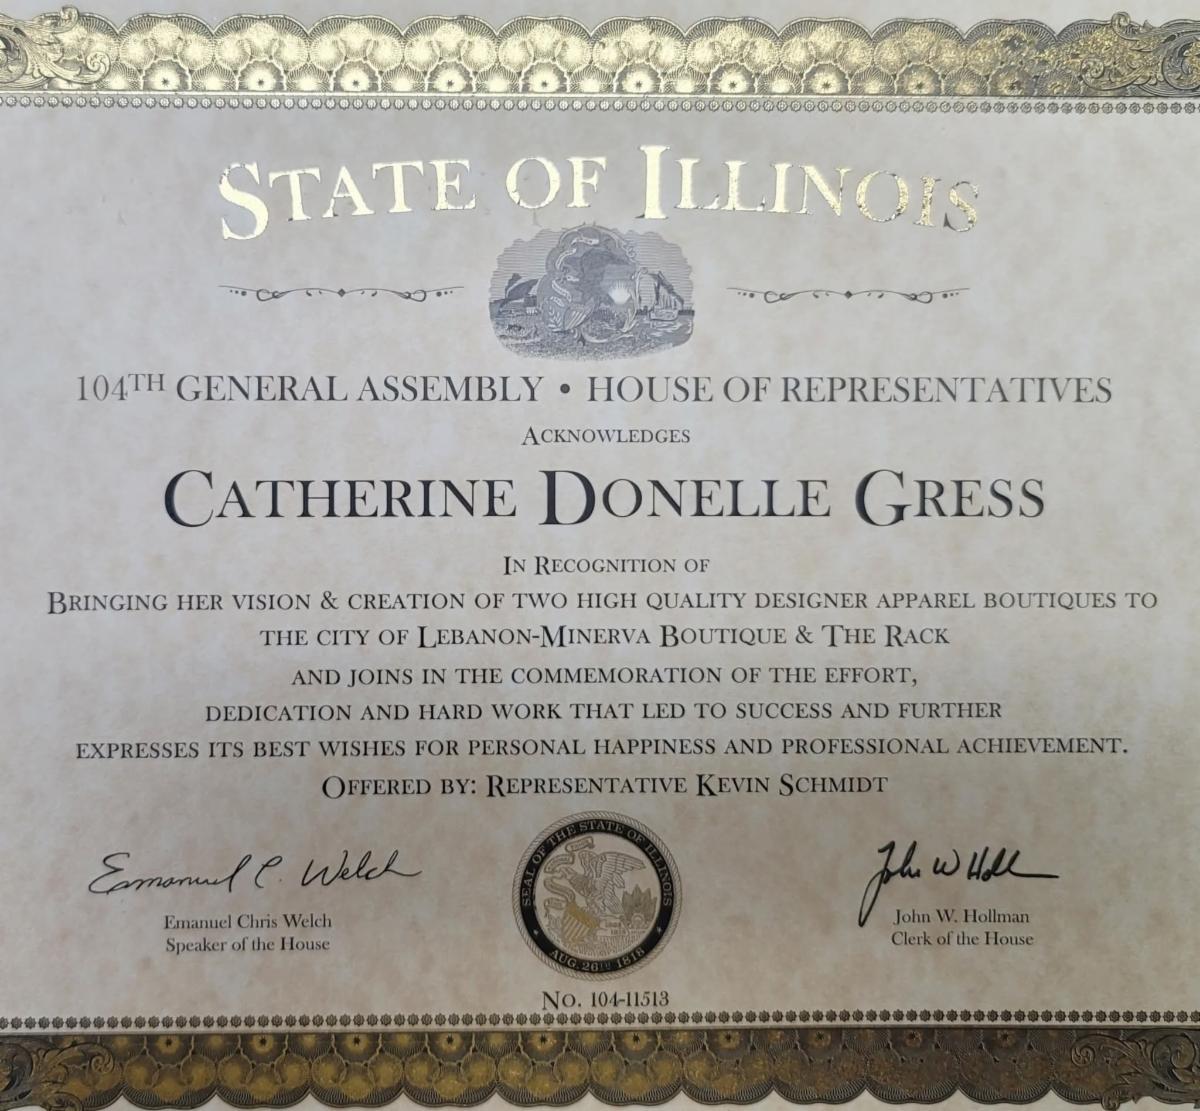 STATE OF ILLINOIS
104TH GENERAL ASSEMBLY • HOUSE OF REPRESENTATIVES
ACKNOWLEDGES
CATHERINE DONELLE GRESS
IN RECOGNITION OF
BRINGING HER VISION & CREATION OF TWO HIGH QUALITY DESIGNER APPAREL BOUTIQUES TO
THE CITY OF LEBANON-MINERVA BOUTIQUE & THE RACK
AND JOINS IN THE COMMEMORATION OF THE EFFORT,
DEDICATION AND HARD WORK THAT LED TO SUCCESS AND FURTHER
EXPRESSES ITS BEST WISHES FOR PERSONAL HAPPINESS AND PROFESSIONAL ACHIEVEMENT.
OFFERED BY: REPRESENTATIVE KEVIN SCHMIDT
Emanuel C. Welch
Emanuel Chris Welch
Speaker of the House
SEAL OF THE STATE OF ILLINOIS
AUG. 26TH 1818
John W Holl
John W. Hollman
Clerk of the House
NO. 104-11513